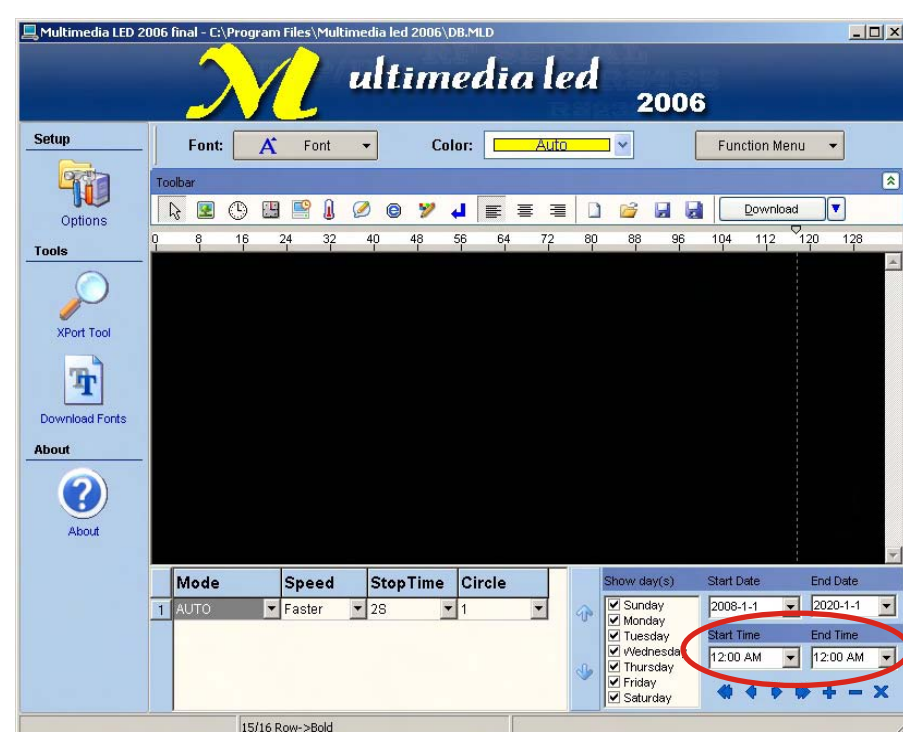 Multimedia LED 2006 final - C:\Program Files\Multimedia led 2006\DB.MLD
Multimedia led
2006
Setup
Font: A Font
Color: Auto
Function Menu
Toolbar
Options
Download
0 8 16 24 32 40 48 56 64 72 80 88 96 104 112 120 128
Tools
XPort Tool
Download Fonts
About
About
Mode Speed StopTime Circle
1 AUTO Faster 2S 1
Show day(s) Start Date End Date
Sunday 2008-1-1 2020-1-1
Monday
Tuesday Start Time End Time
Wednesday 12:00 AM 12:00 AM
Thursday
Friday
Saturday
15/16 Row->Bold